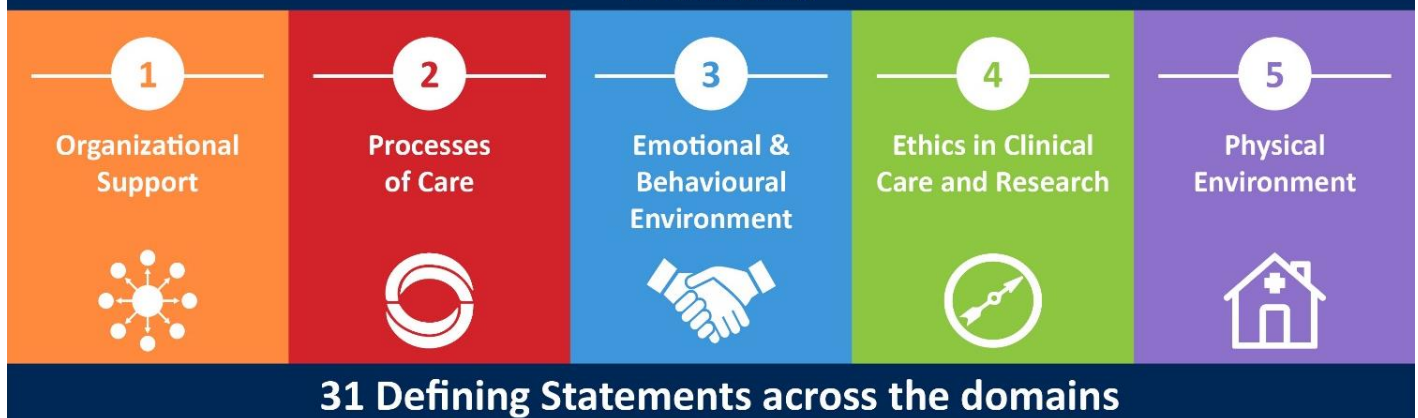 1
Organizational
Support
2
Processes
of Care
3
Emotional &
Behavioural
Environment
4
Ethics in Clinical
Care and Research
5
Physical
Environment
31 Defining Statements across the domains